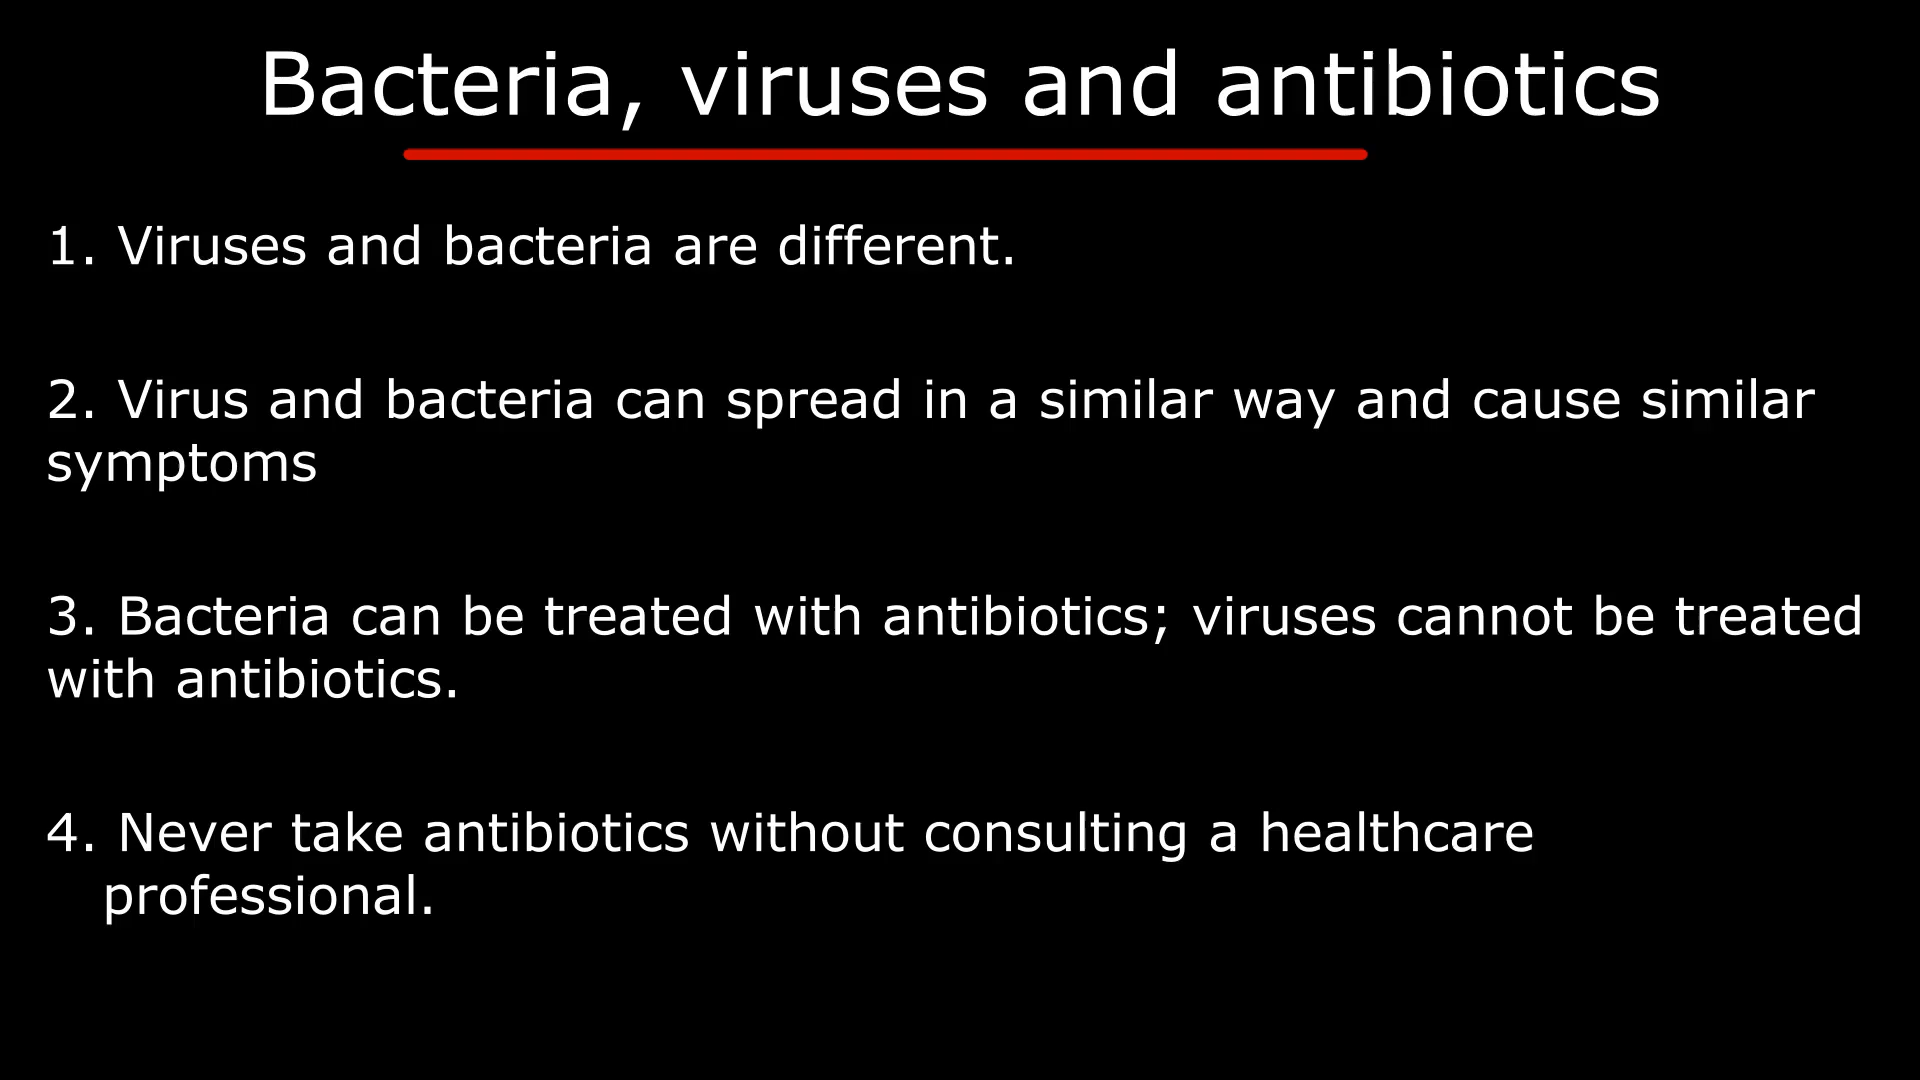 Bacteria, viruses and antibiotics
1. Viruses and bacteria are different.
2. Virus and bacteria can spread in a similar way and cause similar
symptoms
3. Bacteria can be treated with antibiotics; viruses cannot be treated
with antibiotics.
4. Never take antibiotics without consulting a healthcare
professional.